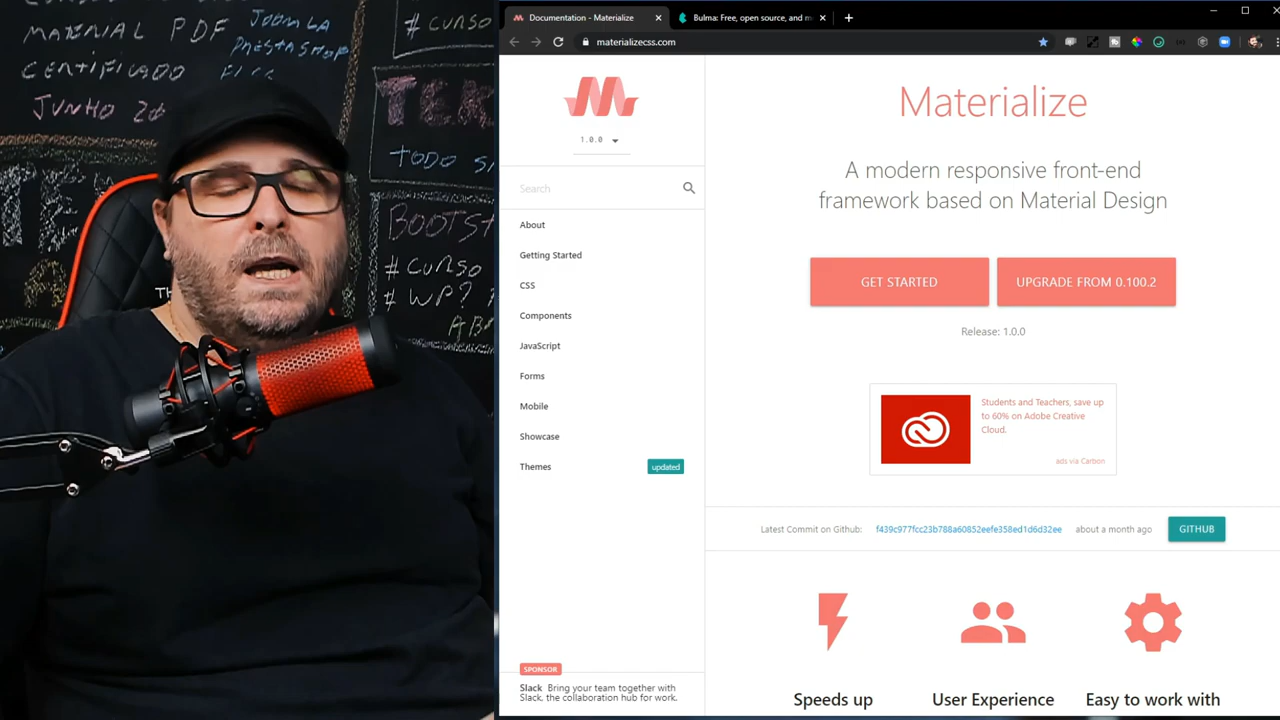 # CURSO
MATERIAL PDF
JOOMLA
PRESTASHOP
CERTIFICADO
JUNHO
TODO
BOOTST
# CURSO
# WP?
TH
Documentation - Materialize
Bulma: Free, open source, and m
materializecss.com
1.0.0
Search
About
Getting Started
CSS
Components
JavaScript
Forms
Mobile
Showcase
Themes
updated
SPONSOR
Slack Bring your team together with
Slack, the collaboration hub for work.
Materialize
A modern responsive front-end
framework based on Material Design
GET STARTED
UPGRADE FROM 0.100.2
Release: 1.0.0
Students and Teachers, save up
to 60% on Adobe Creative
Cloud.
ads via Carbon
Latest Commit on Github: f439c977fcc23b788a60852eefe358ed1d6d32ee about a month ago GITHUB
Speeds up
User Experience
Easy to work with